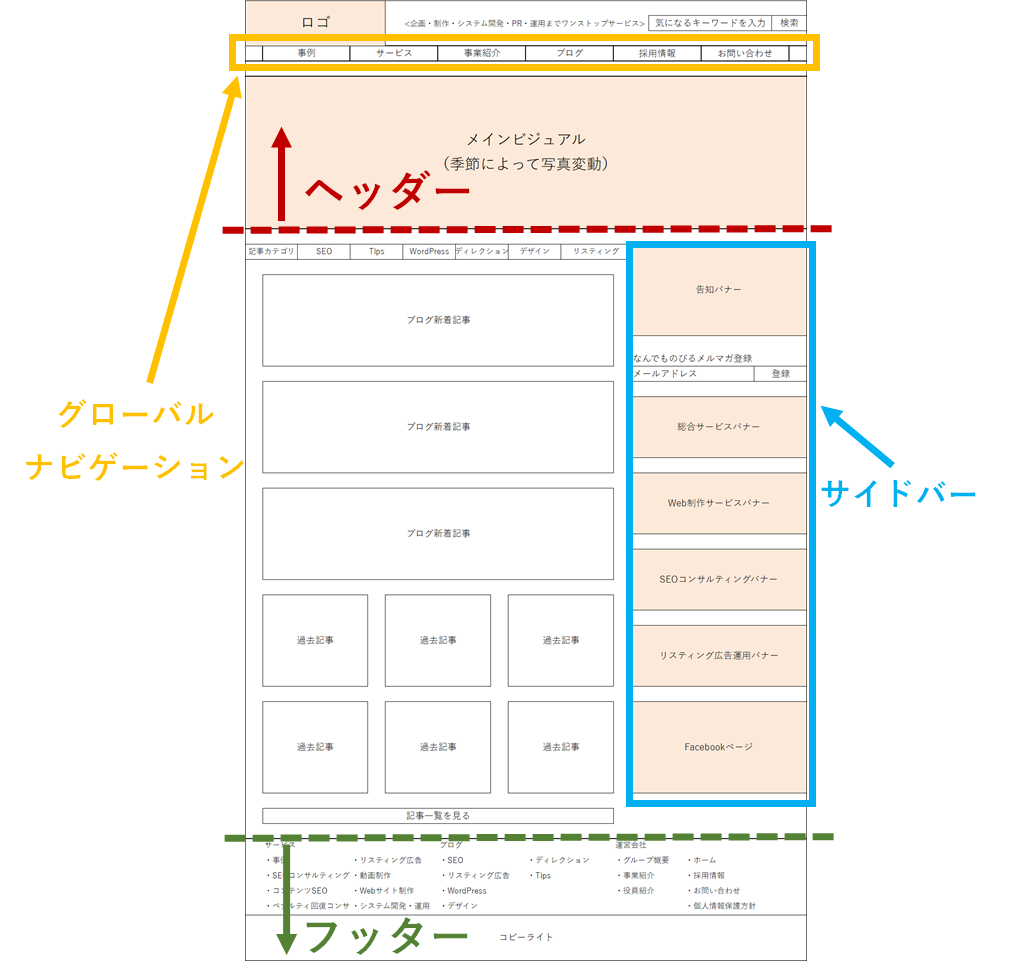 ロゴ
<企画・制作・システム開発・PR・運用までワンストップサービス>
気になるキーワードを入力
検索
事例
サービス
事業紹介
ブログ
採用情報
お問い合わせ
メインビジュアル
(季節によって写真変動)
ヘッダー
グローバル
ナビゲーション
記事カテゴリ
SEO
Tips
WordPress
ディレクション
デザイン
リスティング
ブログ新着記事
ブログ新着記事
ブログ新着記事
過去記事
過去記事
過去記事
過去記事
過去記事
過去記事
記事一覧を見る
告知バナー
なんでものびるメルマガ登録
メールアドレス
登録
総合サービスバナー
Web制作サービスバナー
SEOコンサルティングバナー
リスティング広告運用バナー
Facebookページ
サイドバー
サービス
・事例
・SEOコンサルティング
・コンテンツSEO
・ペナルティ回復コンサ
・リスティング広告
・動画制作
・Webサイト制作
・システム開発・運用
ブログ
・SEO
・リスティング広告
・WordPress
・デザイン
・ディレクション
・Tips
運営会社
・グループ概要
・事業紹介
・役員紹介
・ホーム
・採用情報
・お問い合わせ
・個人情報保護方針
フッター
コピーライト